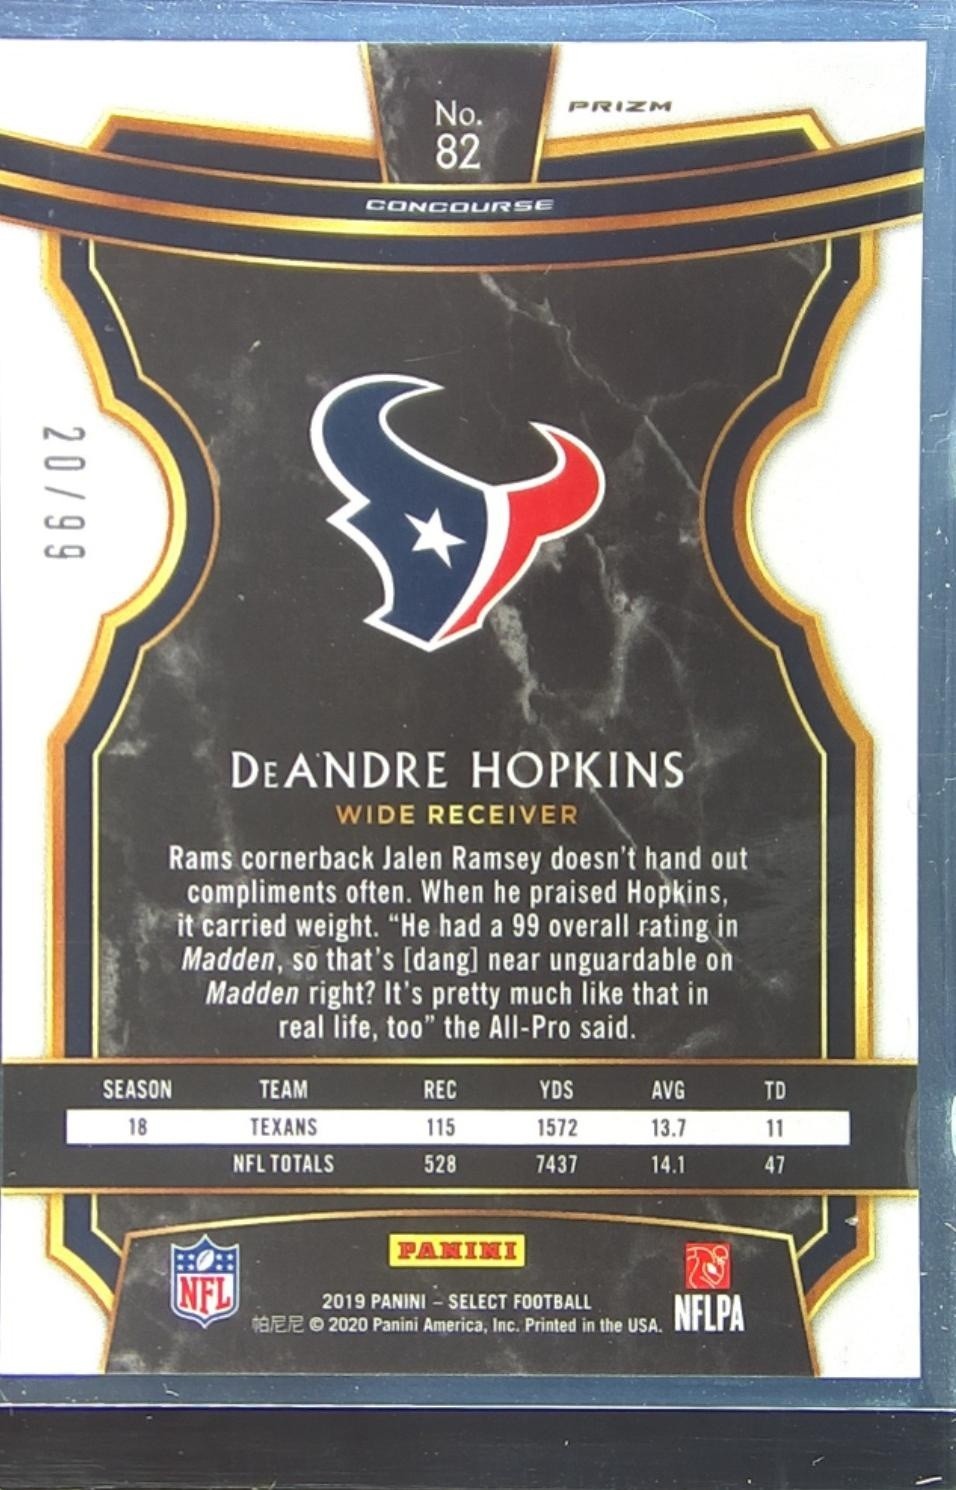 No.
82
PRIZM
CONCOURSE
20/99
DEANDRE HOPKINS
WIDE RECEIVER
Rams cornerback Jalen Ramsey doesn't hand out
compliments often. When he praised Hopkins,
it carried weight. “He had a 99 overall rating in
Madden, so that's [dang] near unguardable on
Madden right? It's pretty much like that in
real life, too” the All-Pro said.
SEASON TEAM REC YDS AVG TD
18 TEXANS 115 1572 13.7 11
NFL TOTALS 528 7437 14.1 47
NFL
PANINI
2019 PANINI – SELECT FOOTBALL
帕尼尼 © 2020 Panini America, Inc. Printed in the USA.
NFLPA